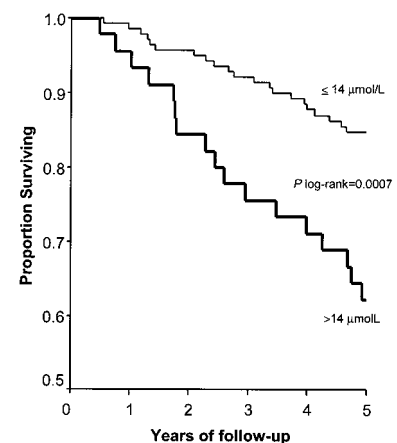 1.0
0.9
0.8
0.7
0.6
0.5
Proportion Surviving
≤ 14 μmol/L
P log-rank=0.0007
>14 μmolL
0 1 2 3 4 5
Years of follow-up